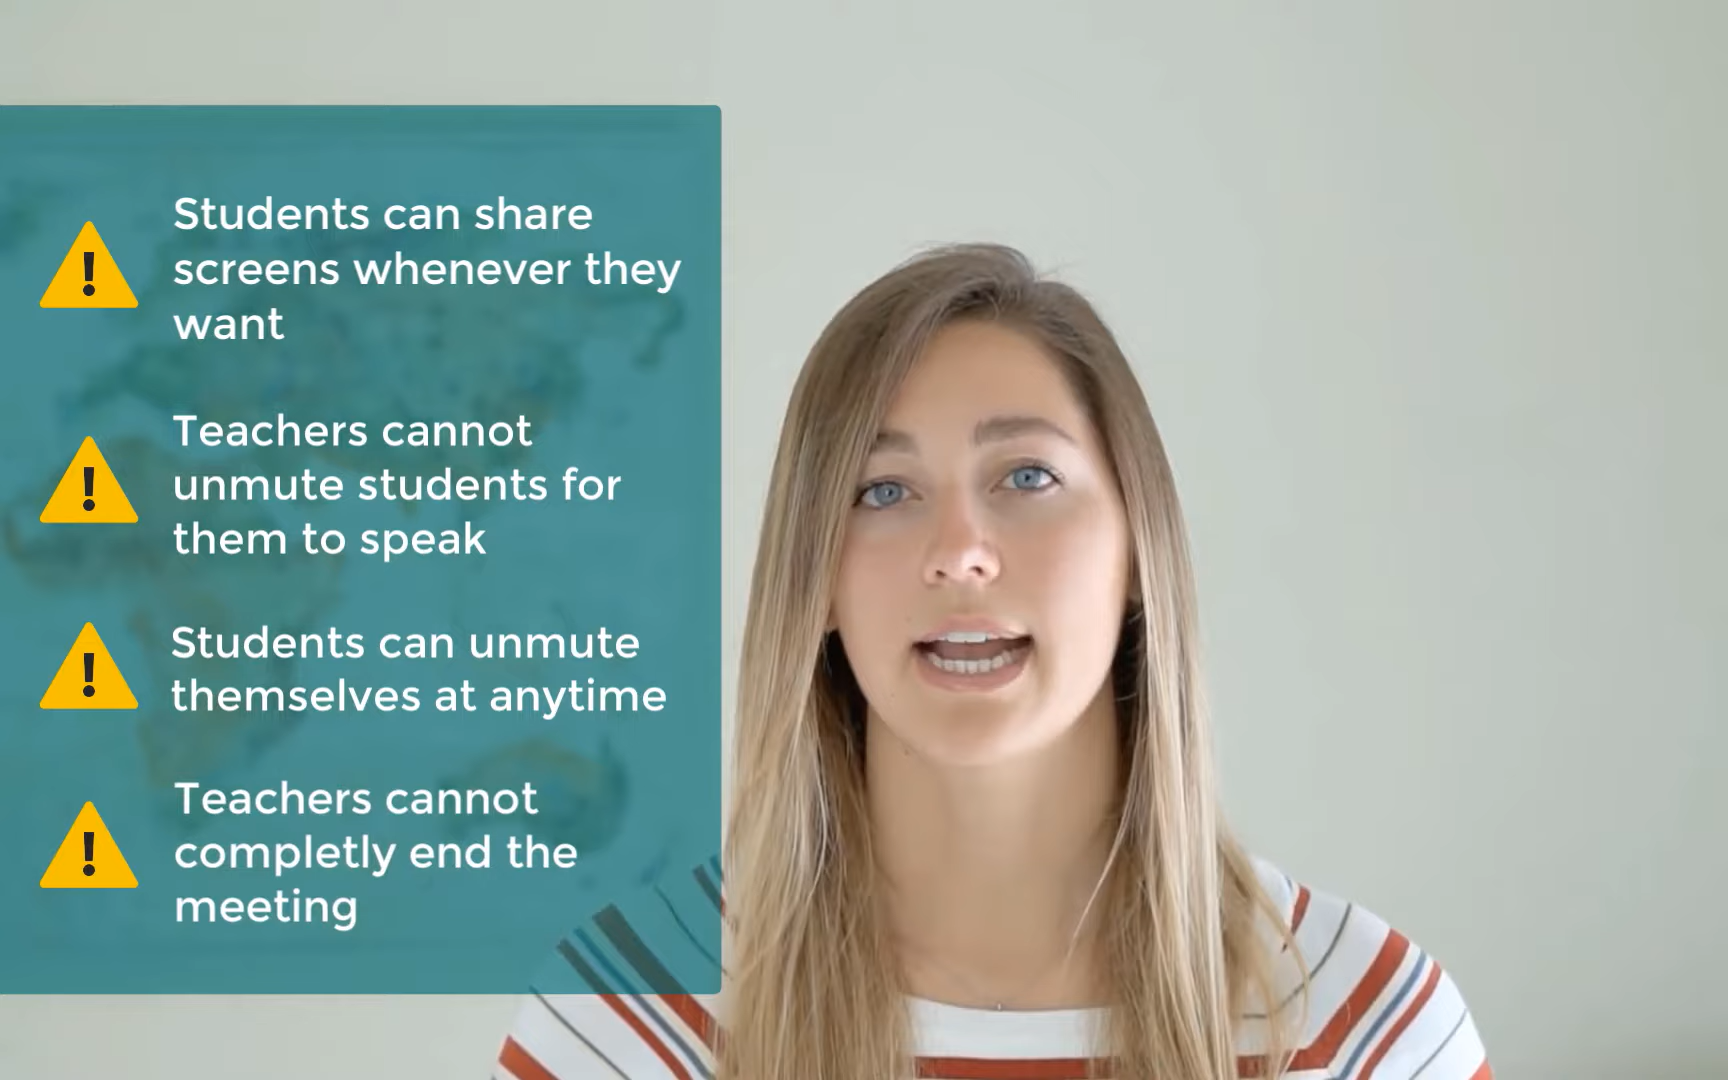 Students can share
screens whenever they
want
Teachers cannot
unmute students for
them to speak
Students can unmute
themselves at anytime
Teachers cannot
completly end the
meeting